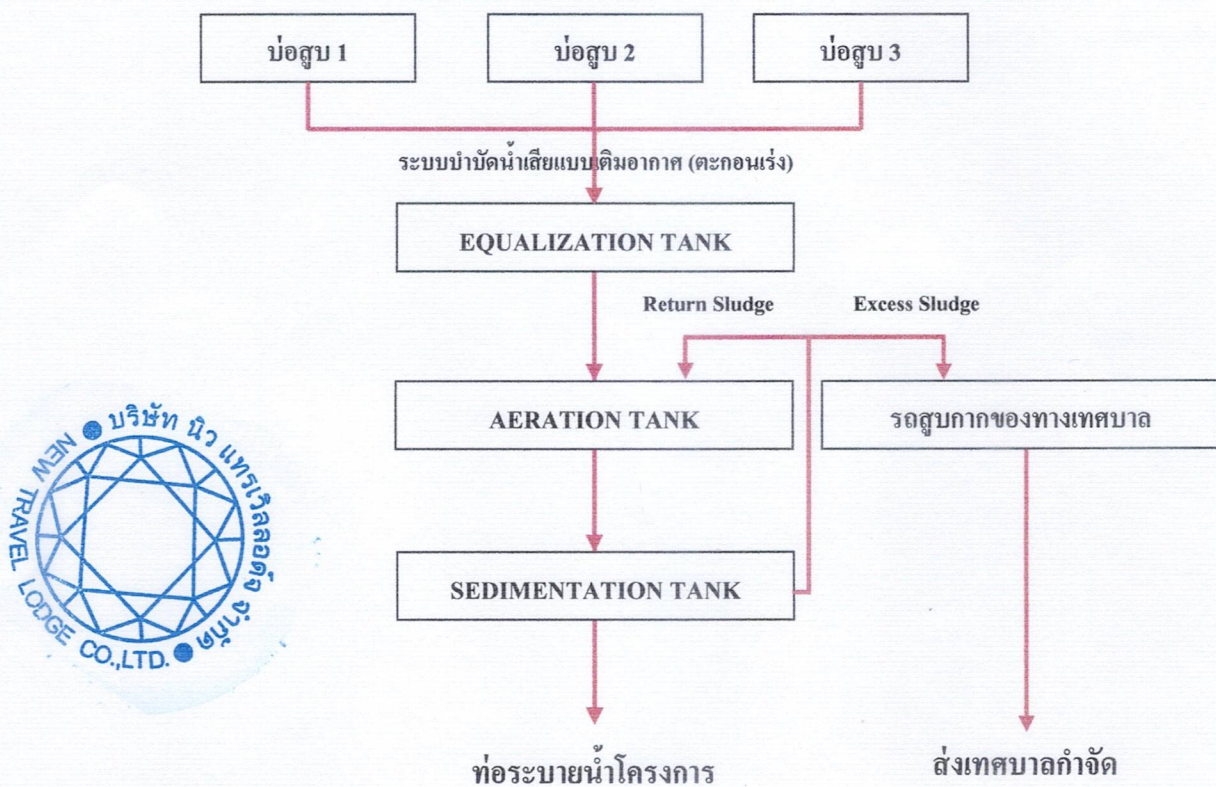 บ่อสูบ 1
บ่อสูบ 2
บ่อสูบ 3
ระบบบำบัดน้ำเสียแบบเติมอากาศ (ตะกอนเร่ง)
EQUALIZATION TANK
Return Sludge
Excess Sludge
AERATION TANK
รถสูบกากของทางเทศบาล
SEDIMENTATION TANK
ท่อระบายน้ำโครงการ
ส่งเทศบาลกำจัด
บริษัท นิว แทรเวิลลอด์จ จำกัด
NEW TRAVEL LODGE CO.,LTD.